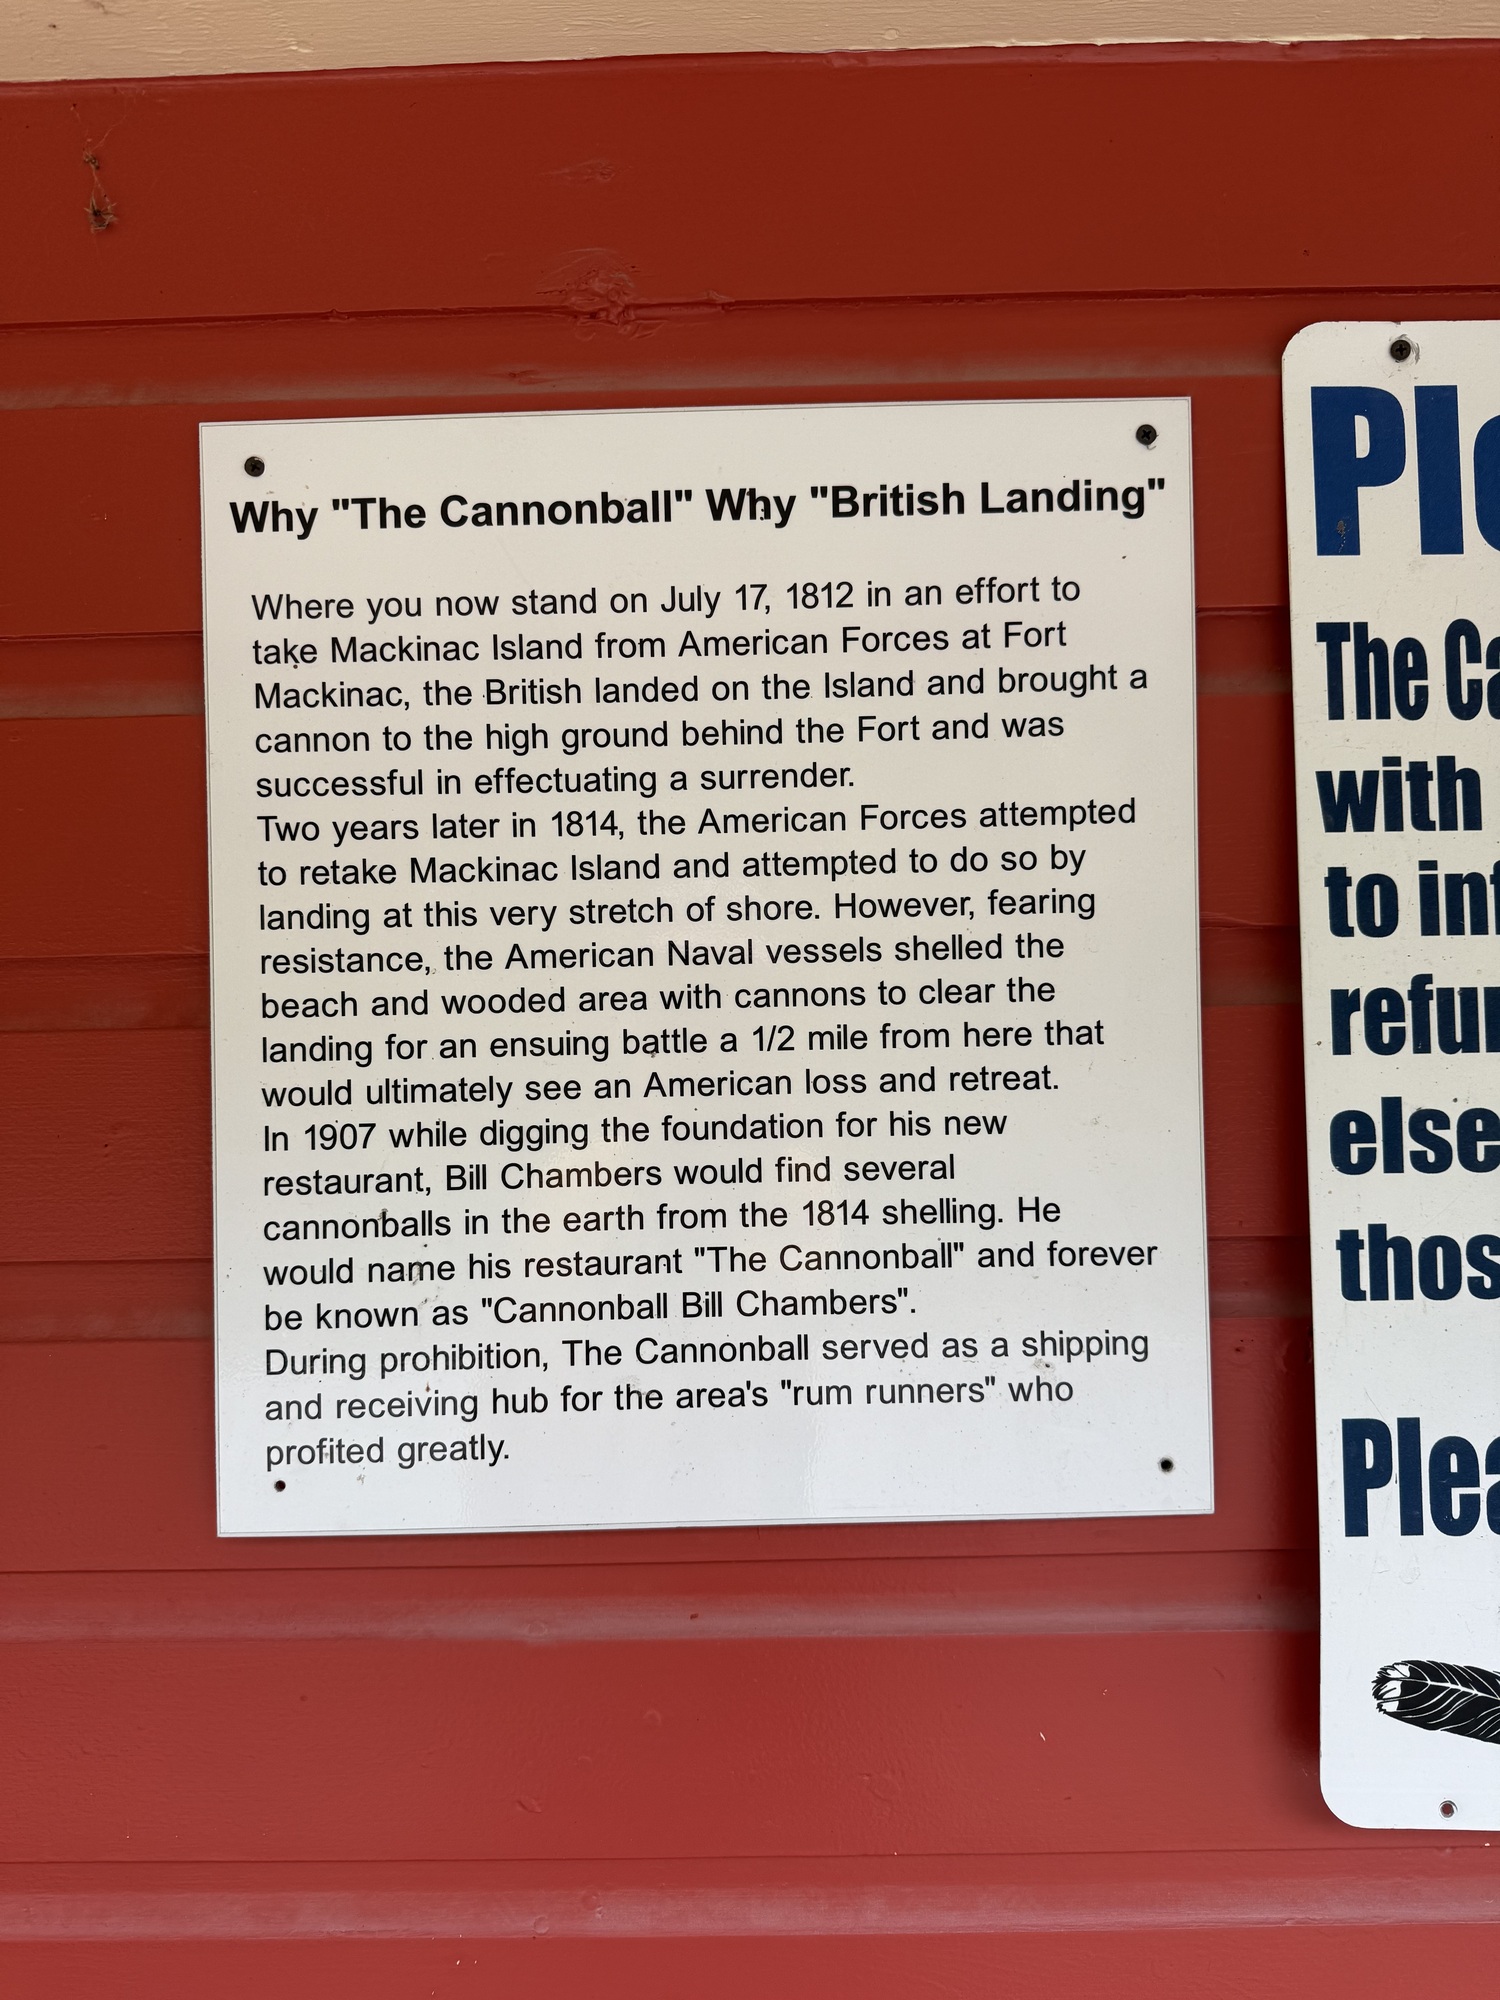 Why "The Cannonball" Why "British Landing"
Where you now stand on July 17, 1812 in an effort to
take Mackinac Island from American Forces at Fort
Mackinac, the British landed on the Island and brought a
cannon to the high ground behind the Fort and was
successful in effectuating a surrender.
Two years later in 1814, the American Forces attempted
to retake Mackinac Island and attempted to do so by
landing at this very stretch of shore. However, fearing
resistance, the American Naval vessels shelled the
beach and wooded area with cannons to clear the
landing for an ensuing battle a 1/2 mile from here that
would ultimately see an American loss and retreat.
In 1907 while digging the foundation for his new
restaurant, Bill Chambers would find several
cannonballs in the earth from the 1814 shelling. He
would name his restaurant "The Cannonball" and forever
be known as "Cannonball Bill Chambers".
During prohibition, The Cannonball served as a shipping
and receiving hub for the area's "rum runners" who
profited greatly.
The
with
to